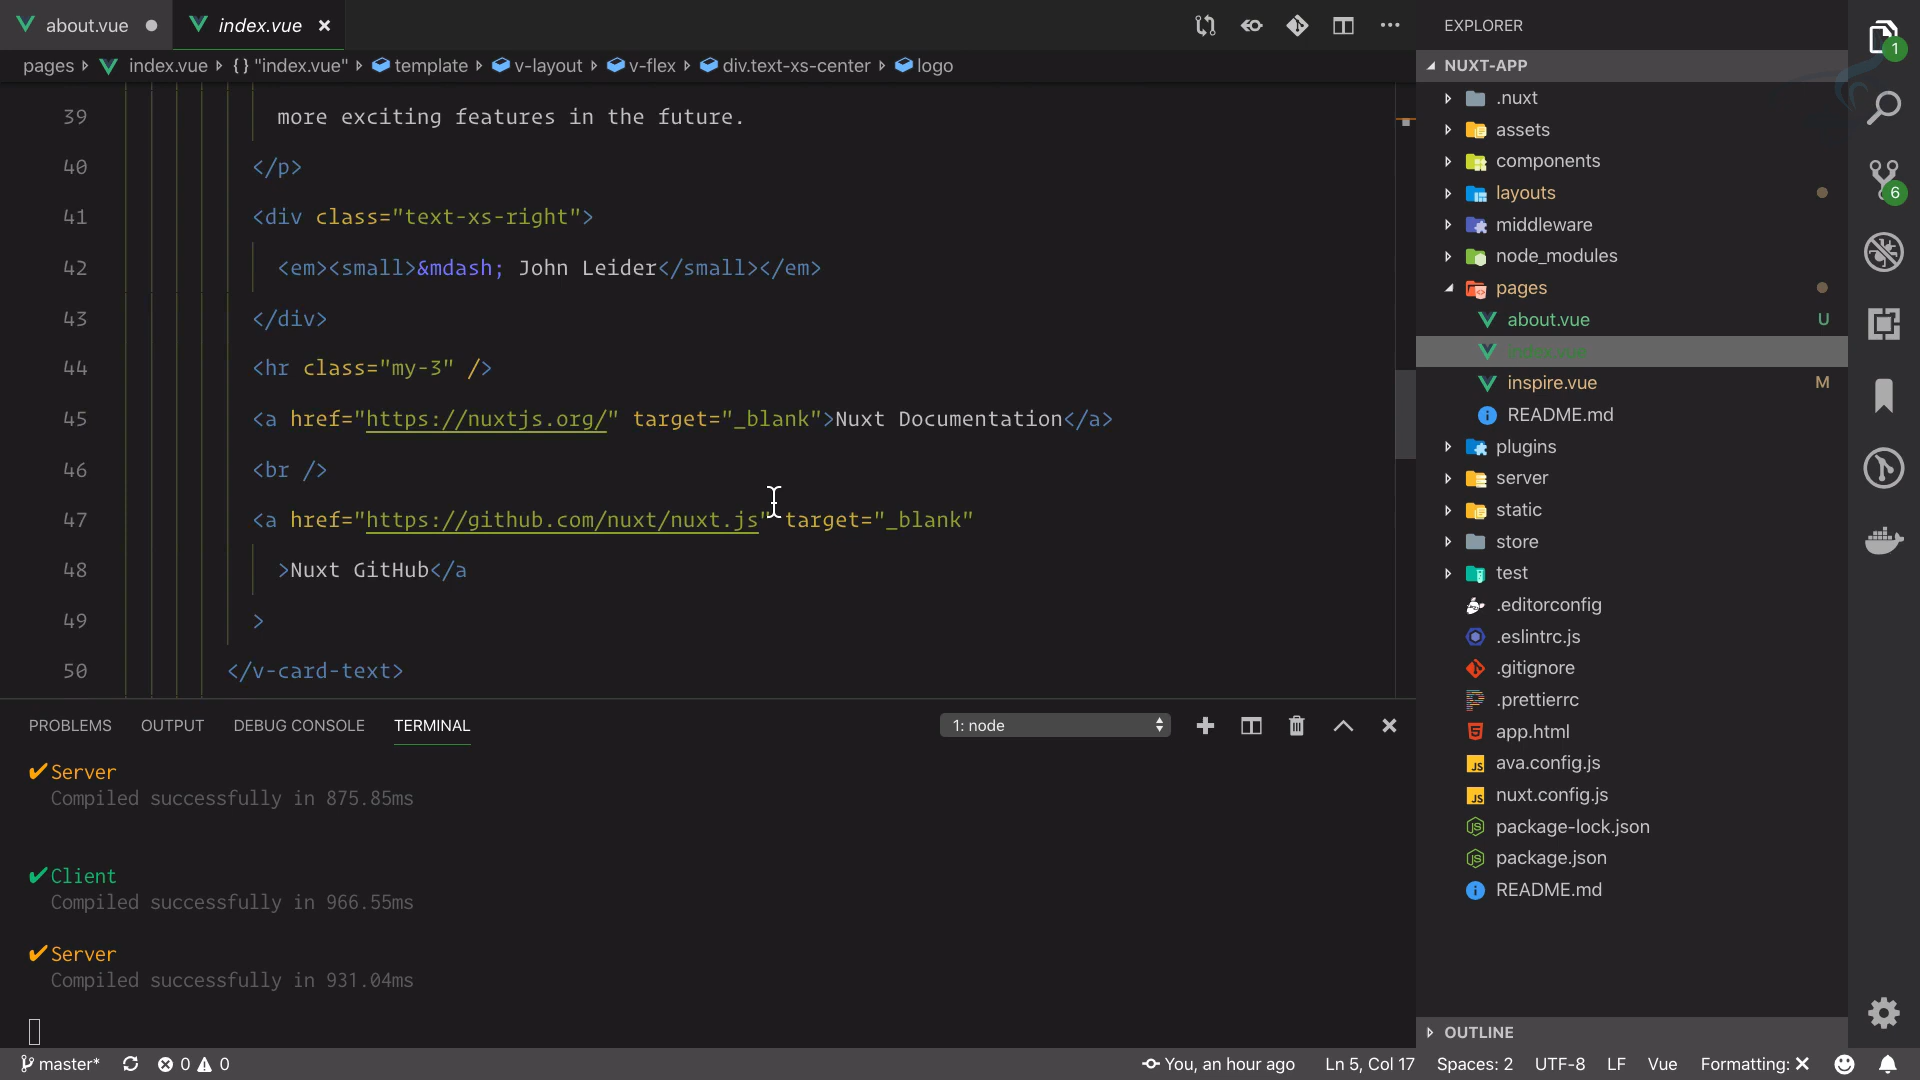 about.vue ●
index.vue ×
pages index.vue {} "index.vue" template v-layout v-flex div.text-xs-center logo
39 more exciting features in the future.
40 </p>
41 <div class="text-xs-right">
42 <em><small>&mdash; John Leider</small></em>
43 </div>
44 <hr class="my-3" />
45 <a href="https://nuxtjs.org/" target="_blank">Nuxt Documentation</a>
46 <br />
47 <a href="https://github.com/nuxt/nuxt.js" target="_blank"
48 >Nuxt GitHub</a
49 >
50 </v-card-text>
PROBLEMS OUTPUT DEBUG CONSOLE TERMINAL
1: node
✔Server
Compiled successfully in 875.85ms
✔Client
Compiled successfully in 966.55ms
✔Server
Compiled successfully in 931.04ms
EXPLORER
NUXT-APP
.nuxt
assets
components
layouts
middleware
node_modules
pages
about.vue U
index.vue
inspire.vue M
README.md
plugins
server
static
store
test
.editorconfig
.eslintrc.js
.gitignore
.prettierrc
app.html
ava.config.js
nuxt.config.js
package-lock.json
package.json
README.md
OUTLINE
1
6
master* 0 0
You, an hour ago Ln 5, Col 17 Spaces: 2 UTF-8 LF Vue Formatting: ×